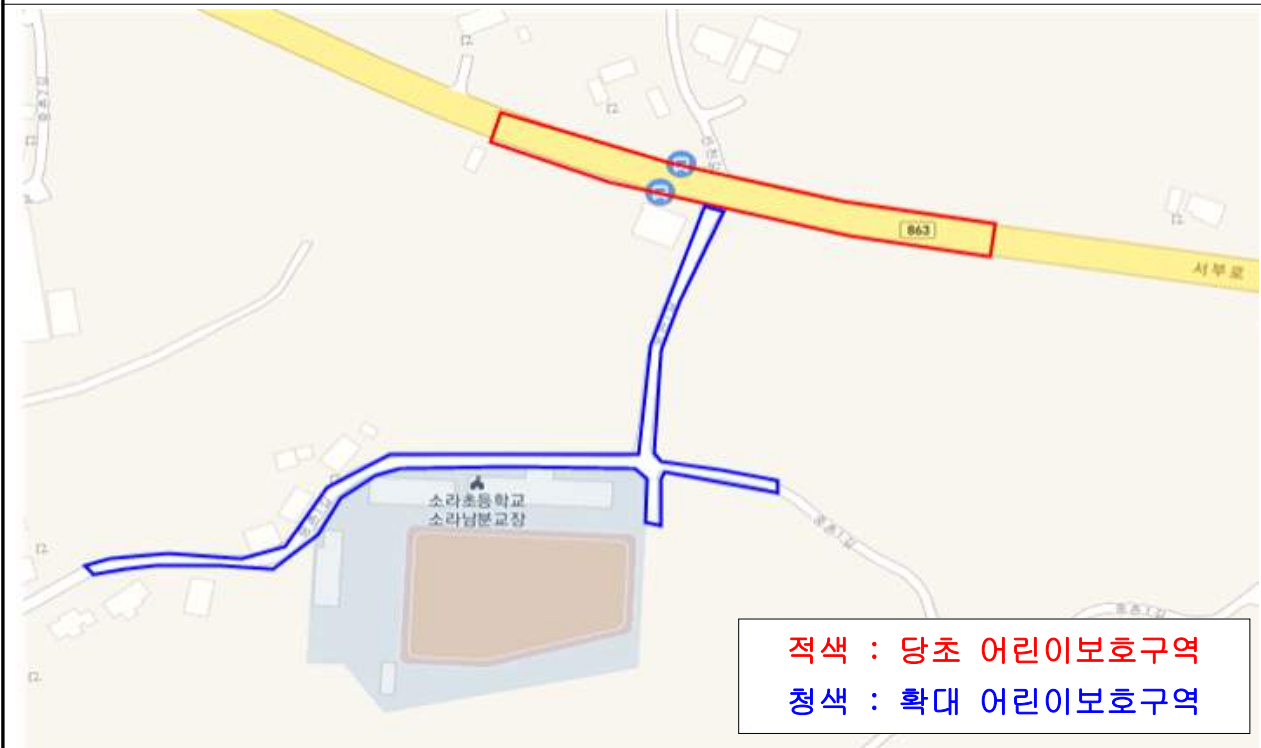 863
서부로
소라초등학교
소라남분교장
적색 : 당초 어린이보호구역
청색 : 확대 어린이보호구역